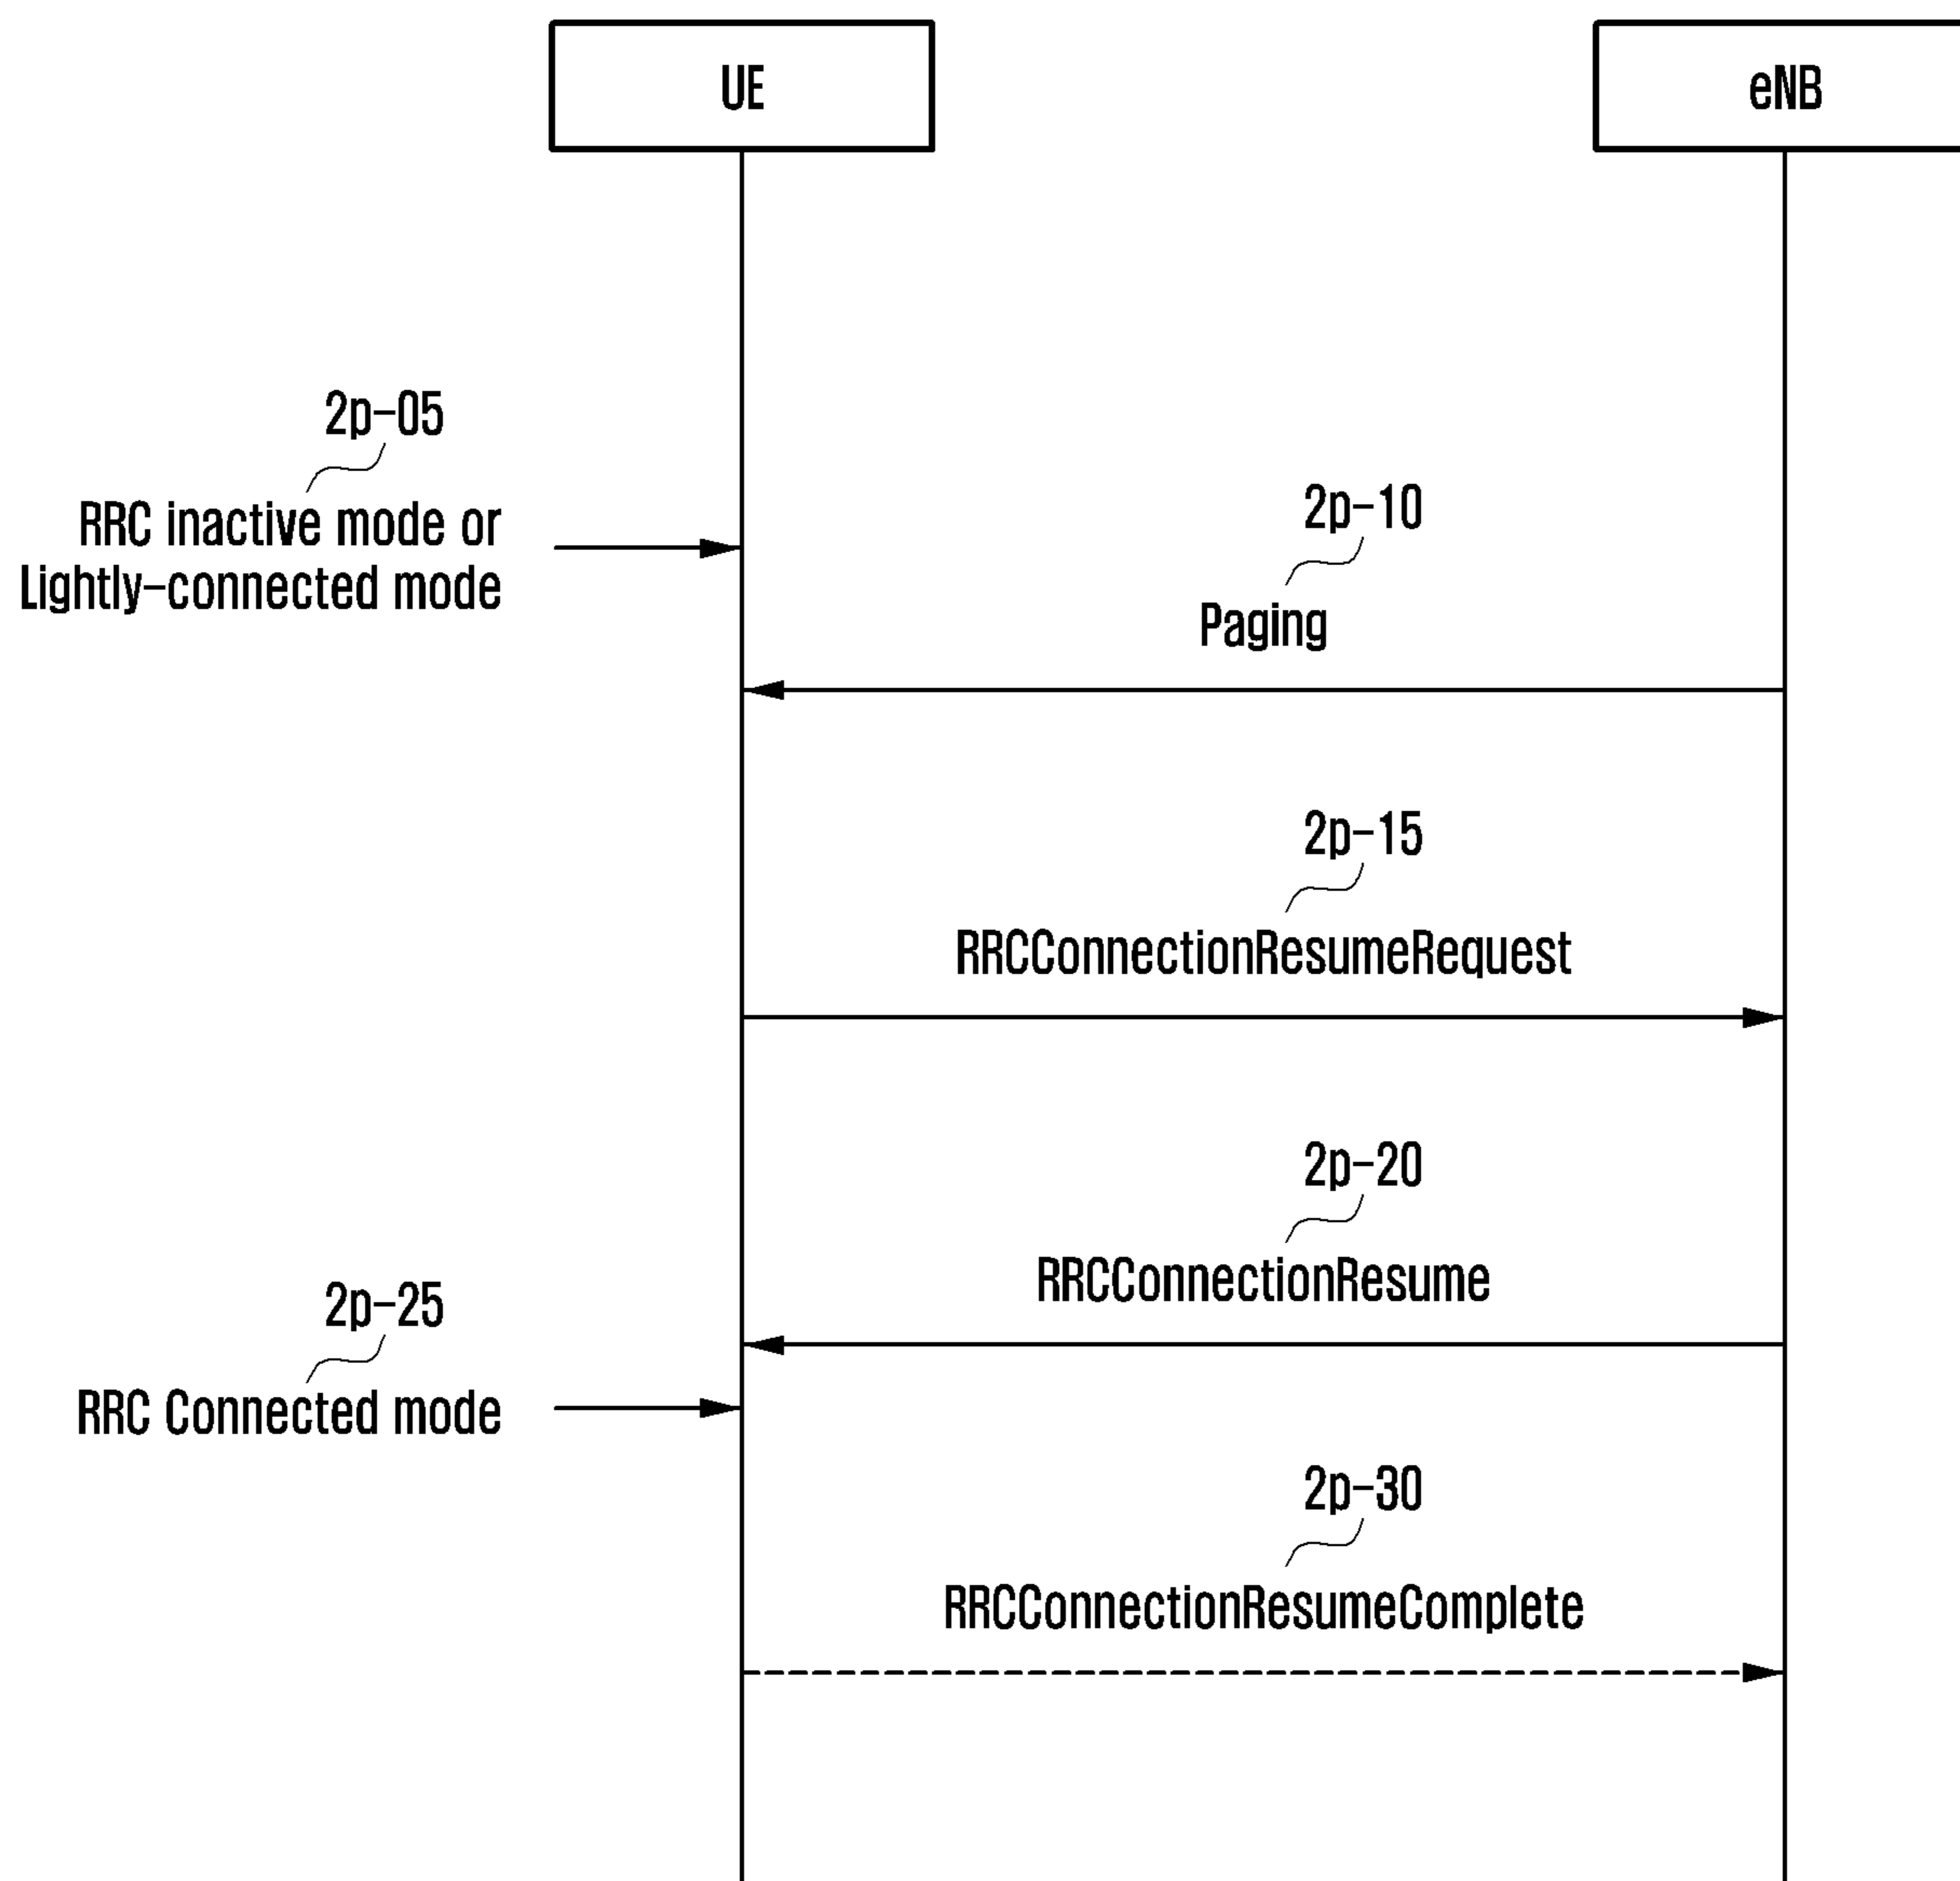 UE
eNB
2p-05
RRC inactive mode or
Lightly-connected mode
2p-10
Paging
2p-15
RRCConnectionResumeRequest
2p-20
RRCConnectionResume
2p-25
RRC Connected mode
2p-30
RRCConnectionResumeComplete